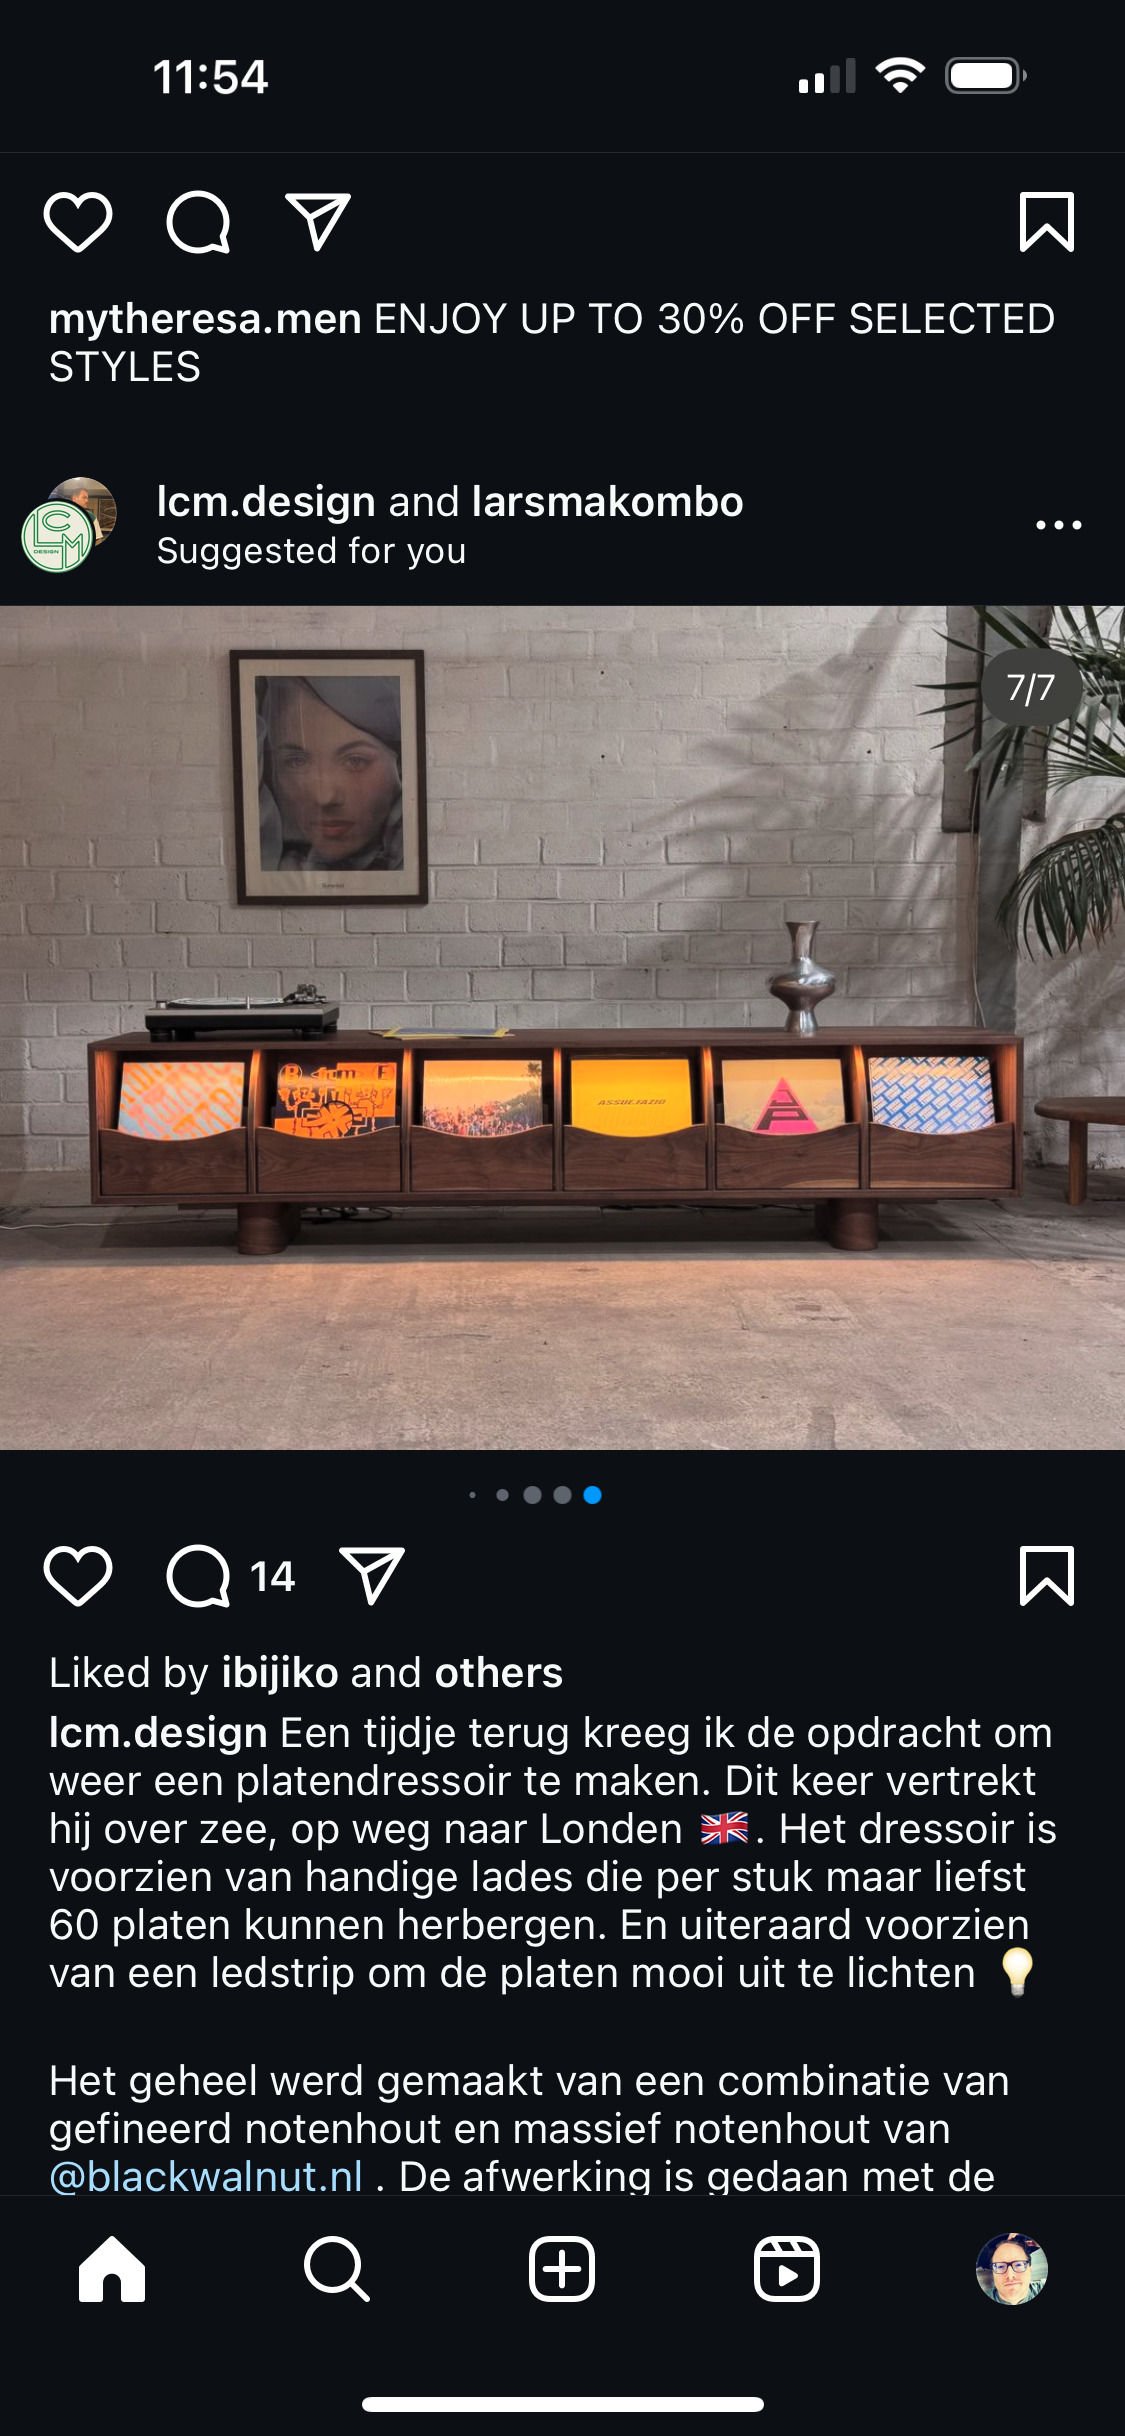 11:54
mytheresa.men ENJOY UP TO 30% OFF SELECTED
STYLES
LCM
DESIGN
lcm.design and larsmakombo
Suggested for you
7/7
ASSUEFAZIO
14
Liked by ibijiko and others
lcm.design Een tijdje terug kreeg ik de opdracht om
weer een platendressoir te maken. Dit keer vertrekt
hij over zee, op weg naar Londen 🇬🇧. Het dressoir is
voorzien van handige lades die per stuk maar liefst
60 platen kunnen herbergen. En uiteraard voorzien
van een ledstrip om de platen mooi uit te lichten 💡
Het geheel werd gemaakt van een combinatie van
gefineerd notenhout en massief notenhout van
@blackwalnut.nl . De afwerking is gedaan met de